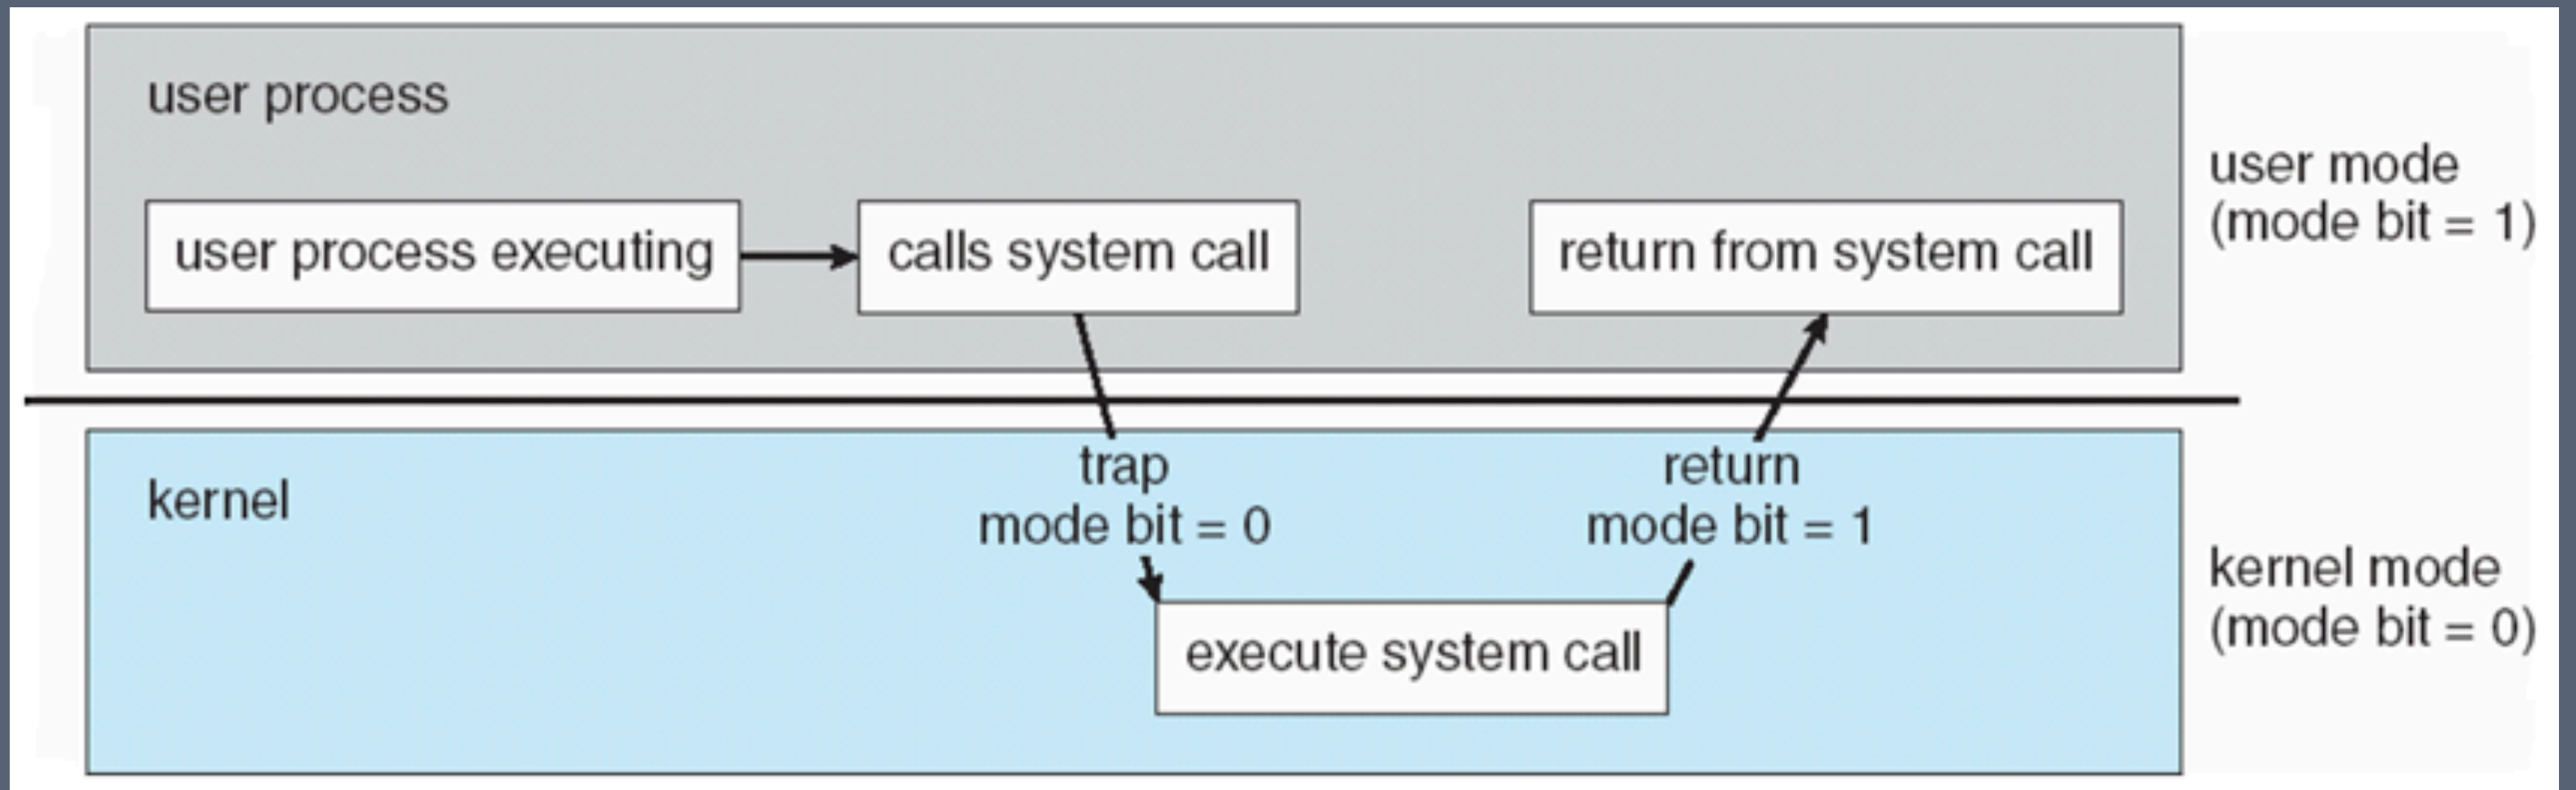 user process
user process executing
calls system call
return from system call
user mode
(mode bit = 1)
kernel
trap
mode bit = 0
return
mode bit = 1
execute system call
kernel mode
(mode bit = 0)